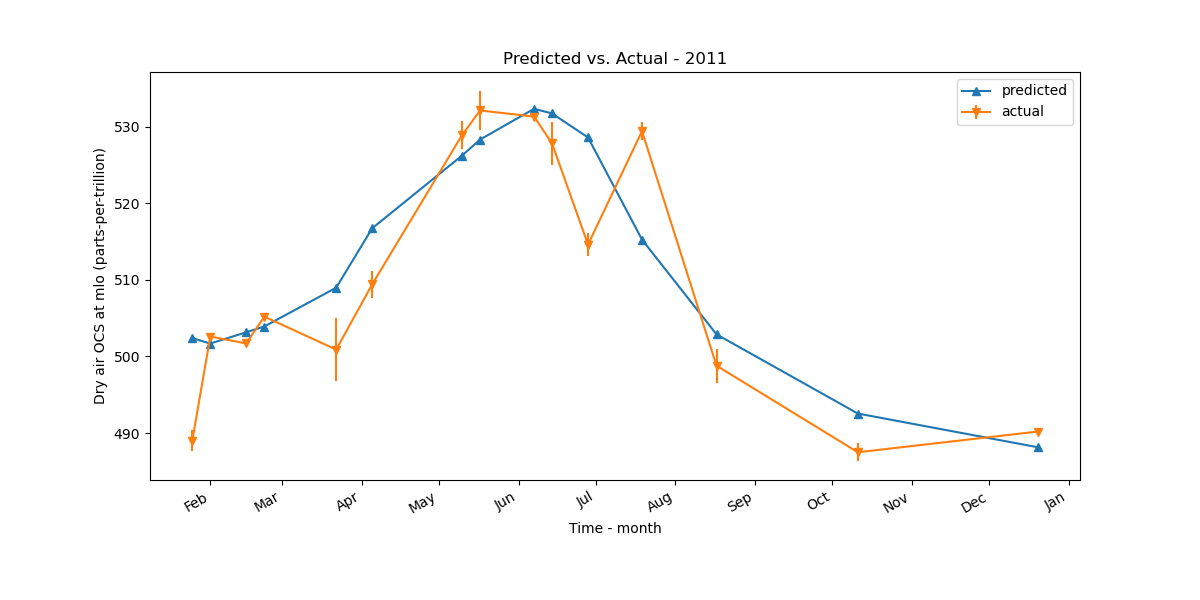 Predicted vs. Actual - 2011
predicted
actual
530
520
510
500
490
Dry air OCS at mlo (parts-per-trillion)
Feb
Mar
Apr
May
Jun
Jul
Aug
Sep
Oct
Nov
Dec
Jan
Time - month